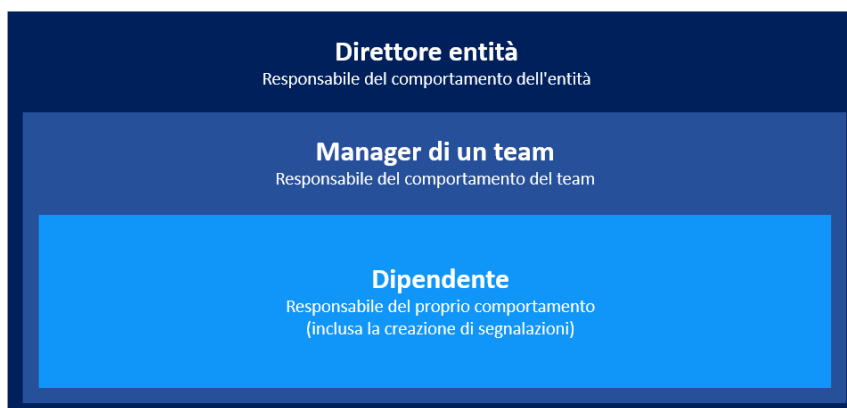 Direttore entità
Responsabile del comportamento dell'entità
Manager di un team
Responsabile del comportamento del team
Dipendente
Responsabile del proprio comportamento
(inclusa la creazione di segnalazioni)